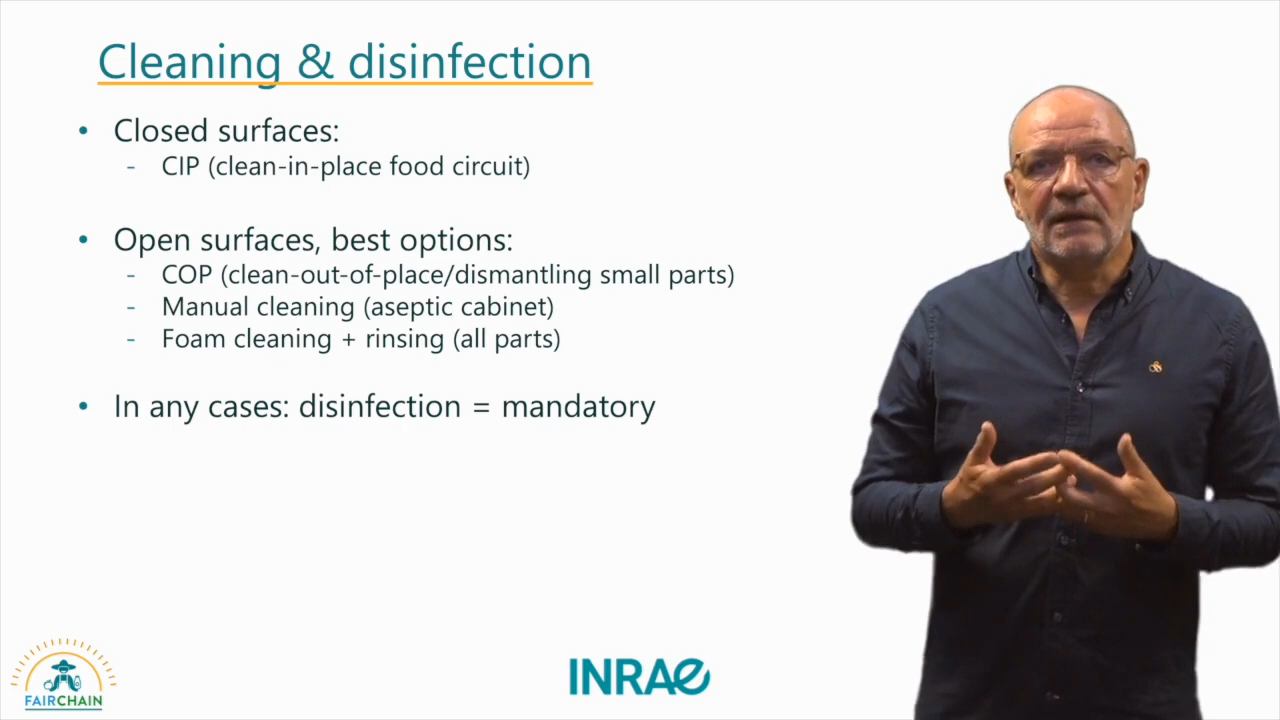 Cleaning & disinfection
• Closed surfaces:
- CIP (clean-in-place food circuit)
• Open surfaces, best options:
- COP (clean-out-of-place/dismantling small parts)
- Manual cleaning (aseptic cabinet)
- Foam cleaning + rinsing (all parts)
• In any cases: disinfection = mandatory
FAIRCHAIN
INRAE